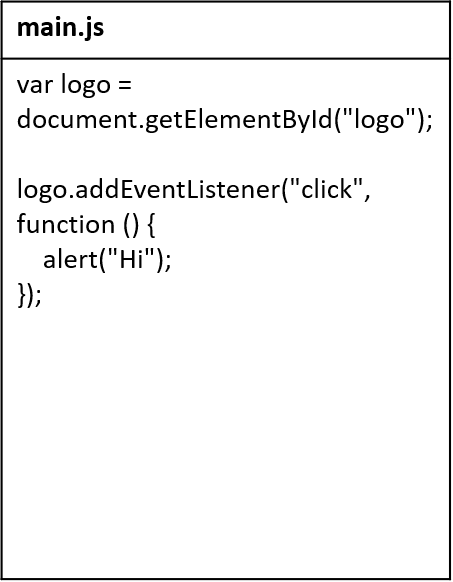 main.js
var logo =
document.getElementById("logo");
logo.addEventListener("click",
function () {
    alert("Hi");
});